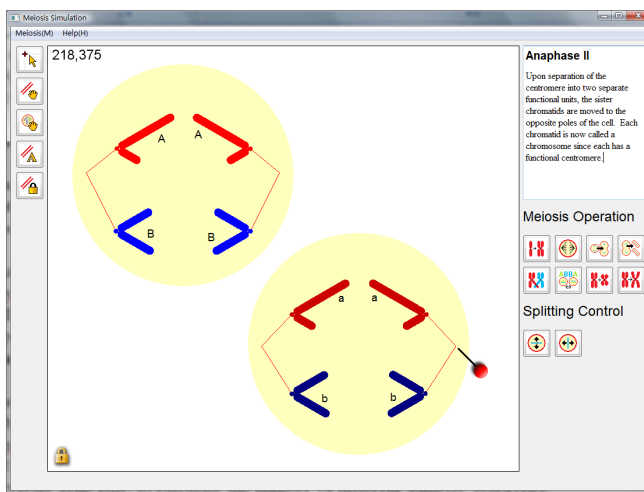 Meiosis Simulation
Meiosis(M) Help(H)
218,375
A A
B B
a a
b b
Anaphase II
Upon separation of the
centromere into two separate
functional units, the sister
chromatids are moved to the
opposite poles of the cell. Each
chromatid is now called a
chromosome since each has a
functional centromere.
Meiosis Operation
ABBA
Splitting Control
A